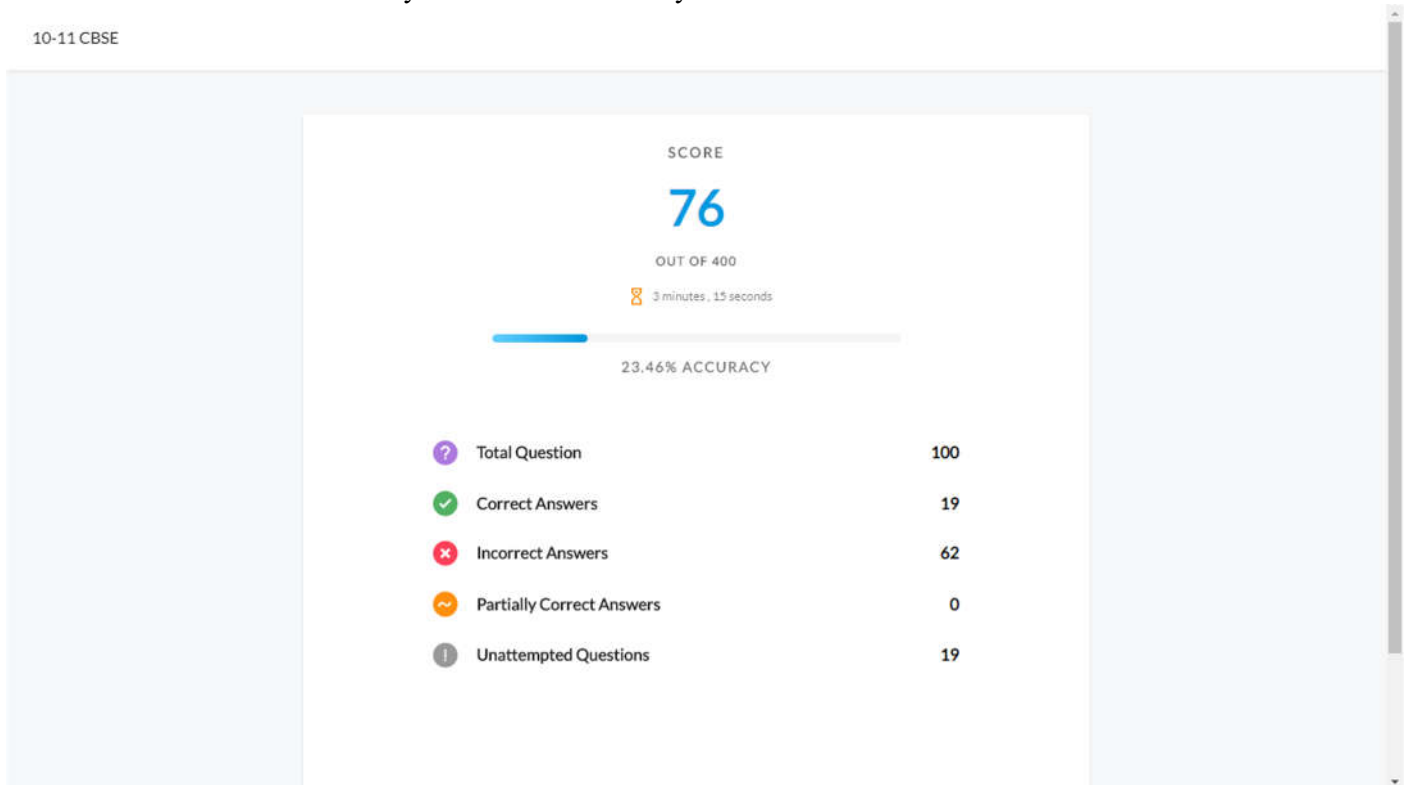 10-11 CBSE
SCORE
76
OUT OF 400
3 minutes, 15 seconds
23.46% ACCURACY
Total Question 100
Correct Answers 19
Incorrect Answers 62
Partially Correct Answers 0
Unattempted Questions 19